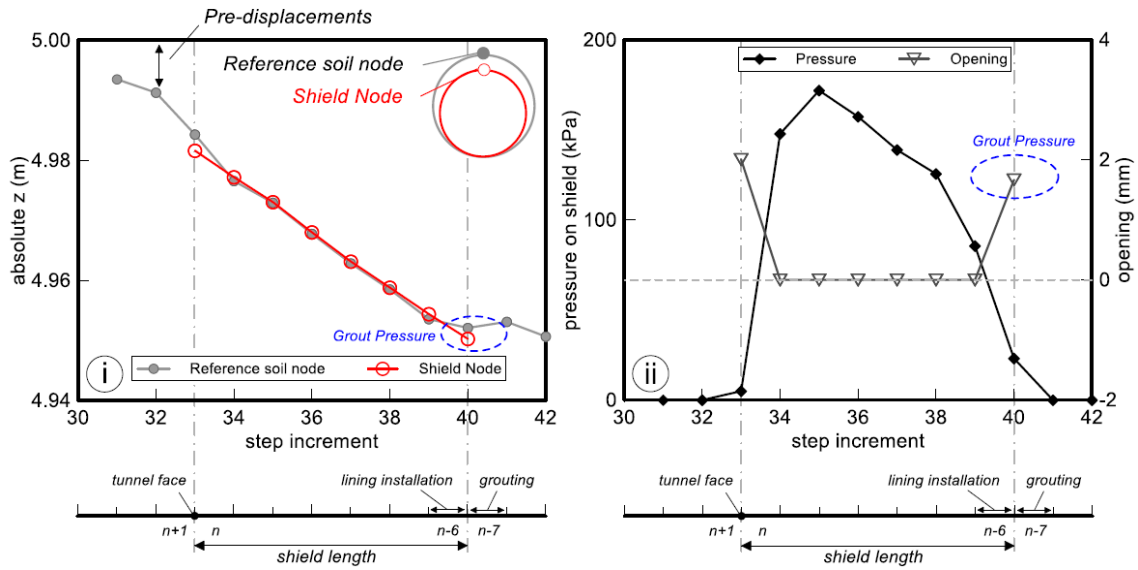 Pre-displacements
5.00
4.98
4.96
4.94
absolute z (m)
Reference soil node
Shield Node
Grout Pressure
i
Reference soil node
Shield Node
30 32 34 36 38 40 42
step increment
tunnel face
lining installation
grouting
n+1 n n-6 n-7
shield length
200
100
0
pressure on shield (kPa)
Pressure
Opening
Grout Pressure
4
2
0
-2
opening (mm)
ii
30 32 34 36 38 40 42
step increment
tunnel face
lining installation
grouting
n+1 n n-6 n-7
shield length